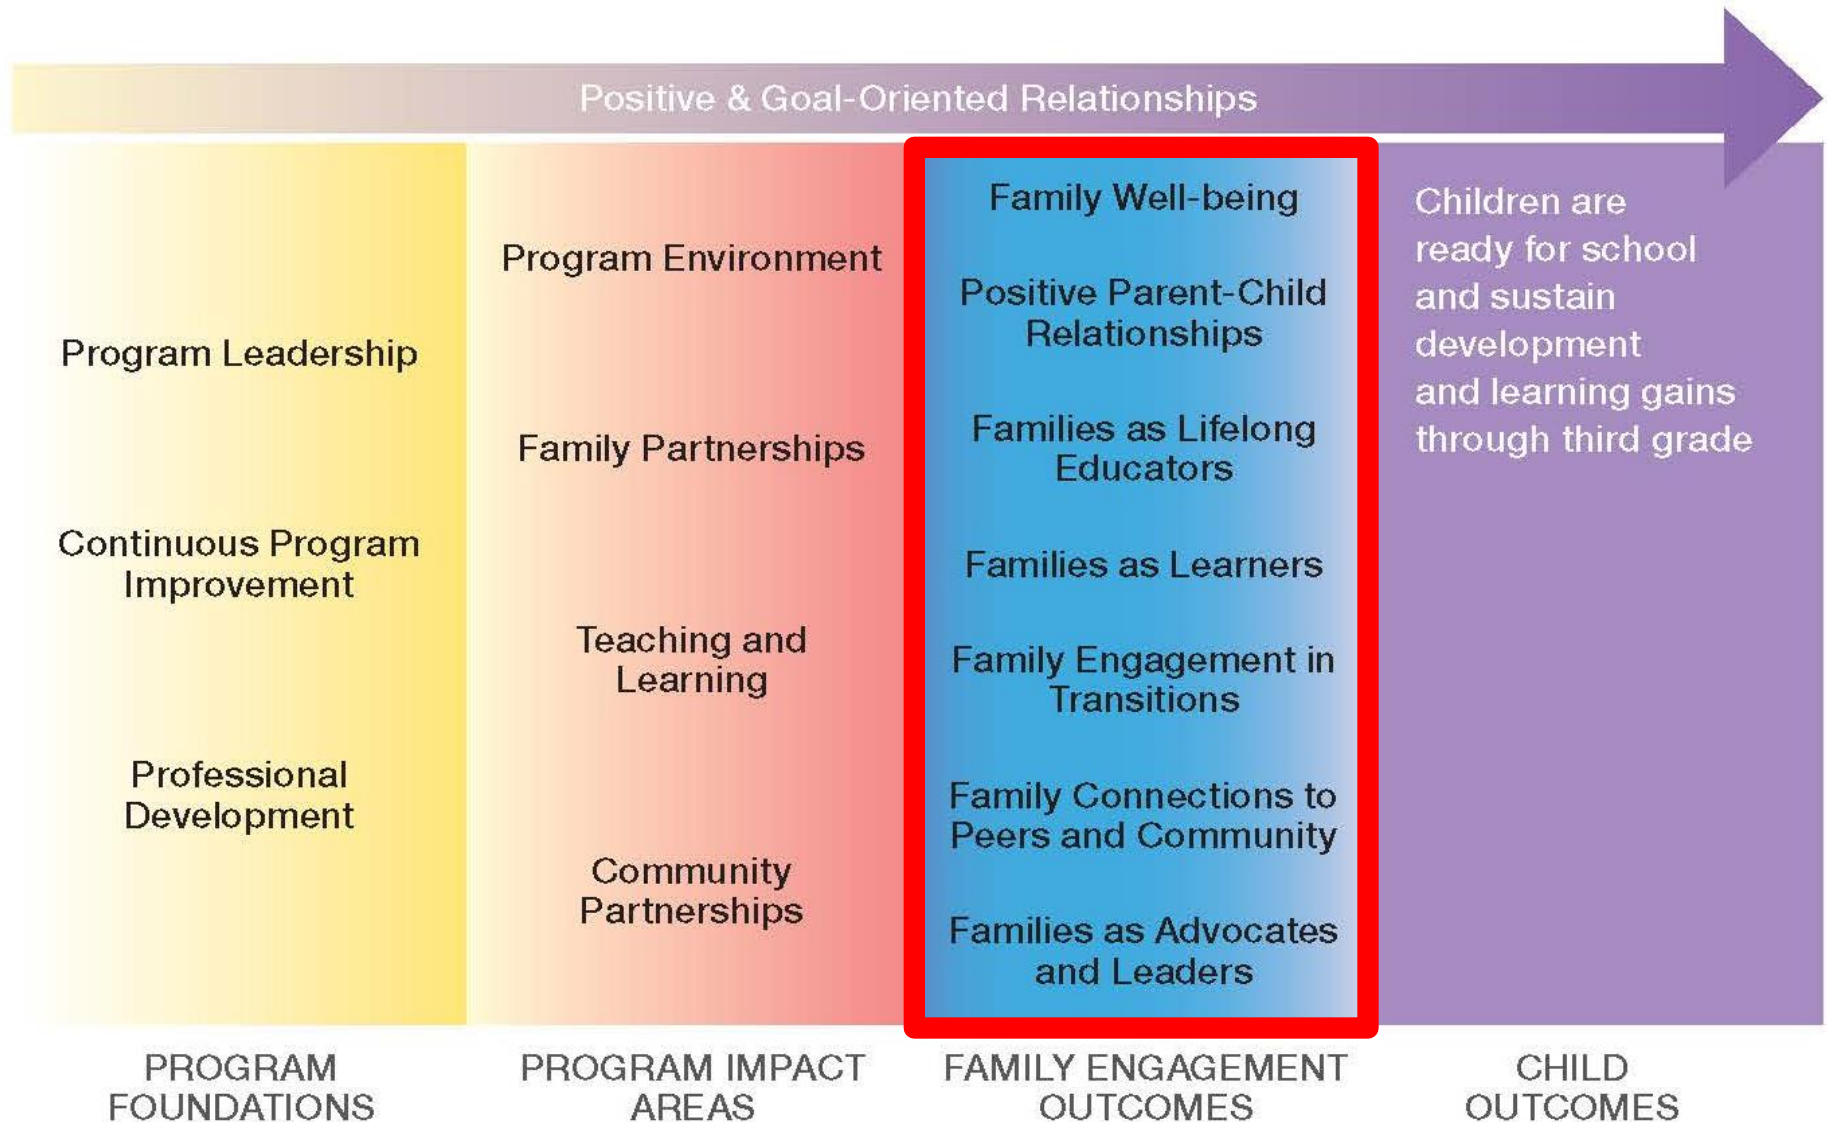 Positive & Goal-Oriented Relationships
Program Leadership
Continuous Program
Improvement
Professional
Development
PROGRAM
FOUNDATIONS
Program Environment
Family Partnerships
Teaching and
Learning
Community
Partnerships
PROGRAM IMPACT
AREAS
Family Well-being
Positive Parent-Child
Relationships
Families as Lifelong
Educators
Families as Learners
Family Engagement in
Transitions
Family Connections to
Peers and Community
Families as Advocates
and Leaders
FAMILY ENGAGEMENT
OUTCOMES
Children are
ready for school
and sustain
development
and learning gains
through third grade
CHILD
OUTCOMES